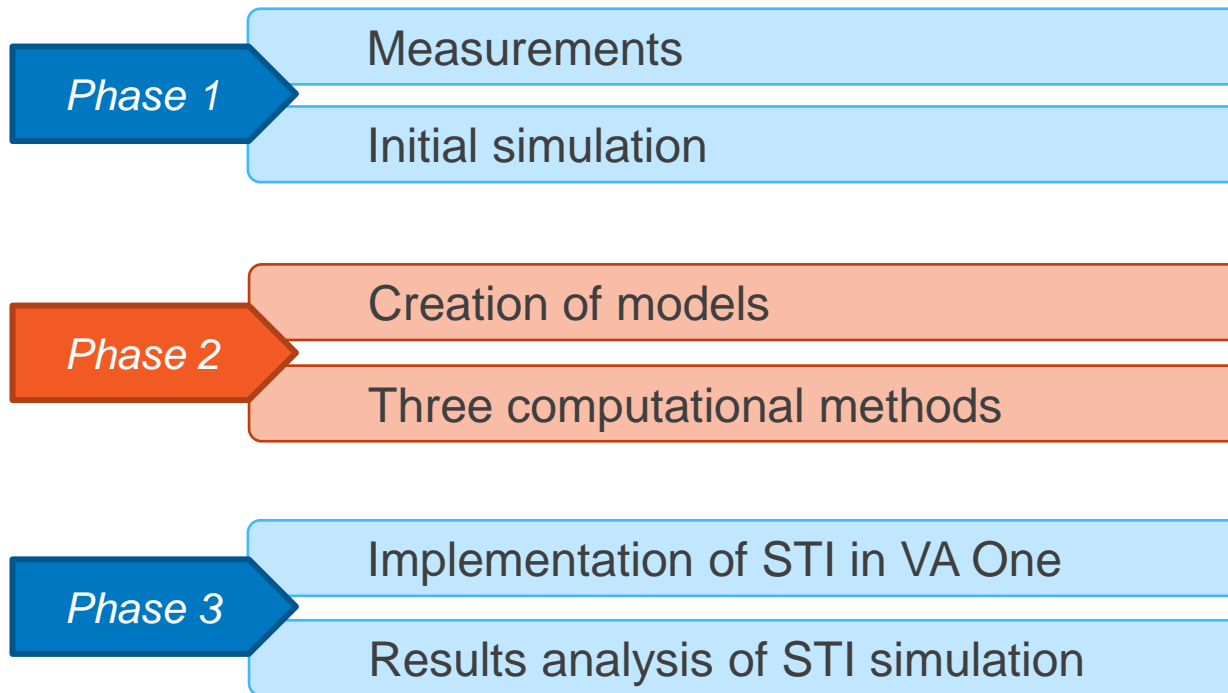 Phase 1
Measurements
Initial simulation
Phase 2
Creation of models
Three computational methods
Phase 3
Implementation of STI in VA One
Results analysis of STI simulation